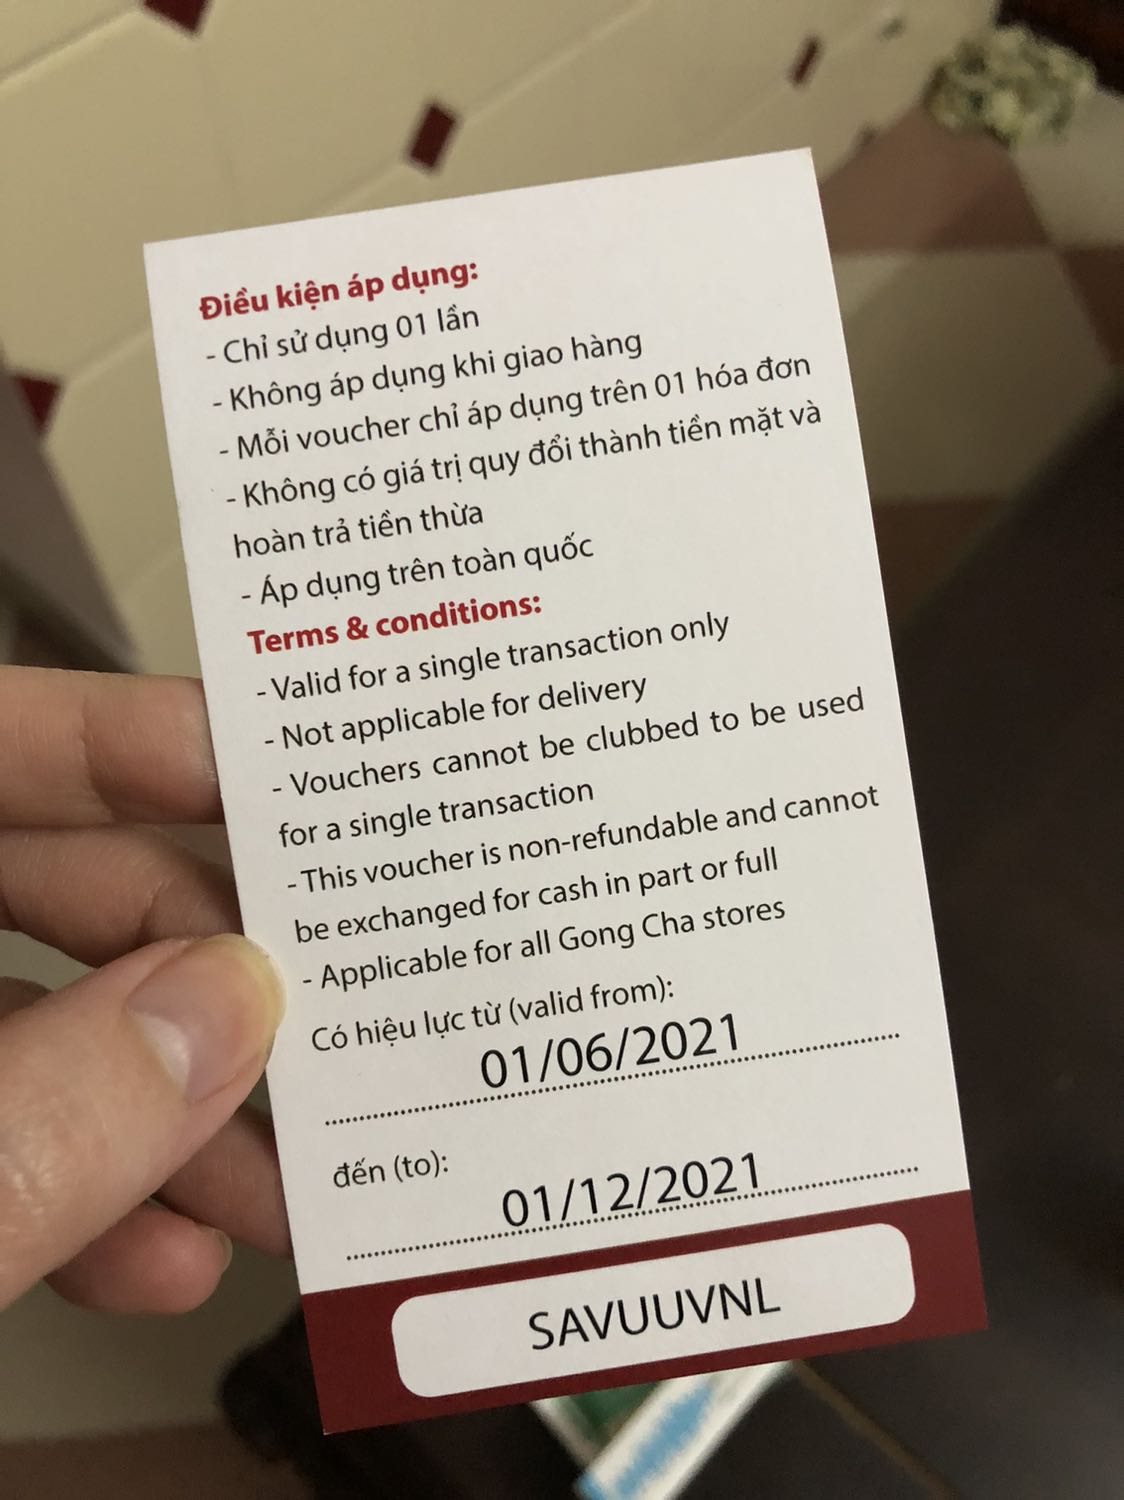 Điều kiện áp dụng:
- Chỉ sử dụng 01 lần
- Không áp dụng khi giao hàng
- Mỗi voucher chỉ áp dụng trên 01 hóa đơn
- Không có giá trị quy đổi thành tiền mặt và
hoàn trả tiền thừa
- Áp dụng trên toàn quốc
Terms & conditions:
- Valid for a single transaction only
- Not applicable for delivery
- Vouchers cannot be clubbed to be used
for a single transaction
- This voucher is non-refundable and cannot
be exchanged for cash in part or full
- Applicable for all Gong Cha stores
Có hiệu lực từ (valid from):
01/06/2021
đến (to):
01/12/2021
SAVUUVNL